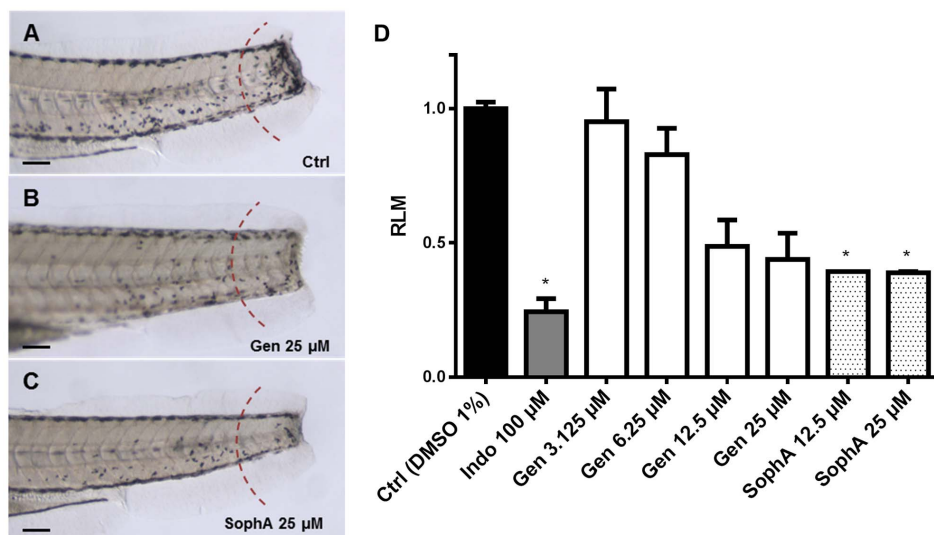 A
Ctrl
B
Gen 25 µM
C
SophA 25 µM
D
RLM
1.0
0.5
0.0
*
*
*
Ctrl (DMSO 1%)
Indo 100 µM
Gen 3.125 µM
Gen 6.25 µM
Gen 12.5 µM
Gen 25 µM
SophA 12.5 µM
SophA 25 µM